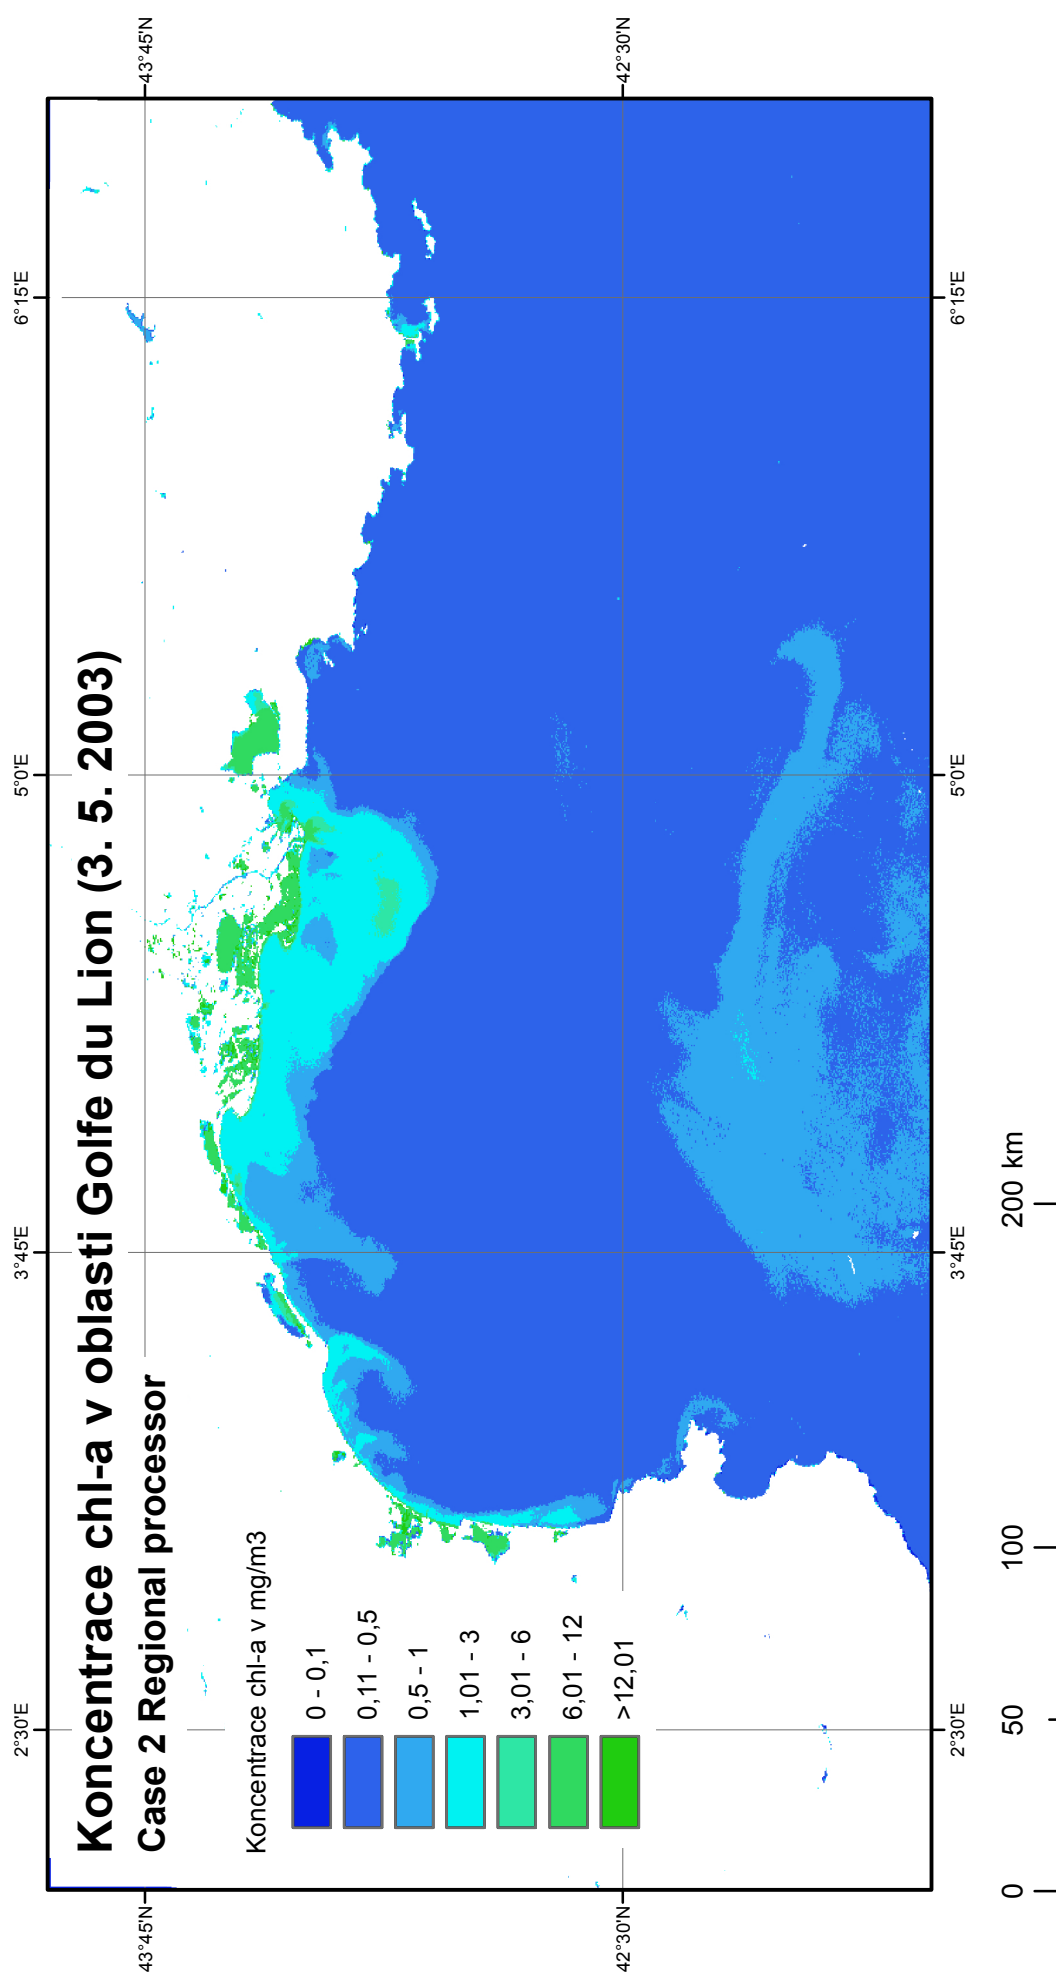 Koncentrace chl-a v oblasti Golfe du Lion (3. 5. 2003)
Case 2 Regional processor
Koncentrace chl-a v mg/m3
0 - 0,1
0,11 - 0,5
0,5 - 1
1,01 - 3
3,01 - 6
6,01 - 12
>12,01
2°30'E
3°45'E
5°0'E
6°15'E
43°45'N
43°45'N
42°30'N
42°30'N
2°30'E
3°45'E
5°0'E
6°15'E
0
50
100
200 km